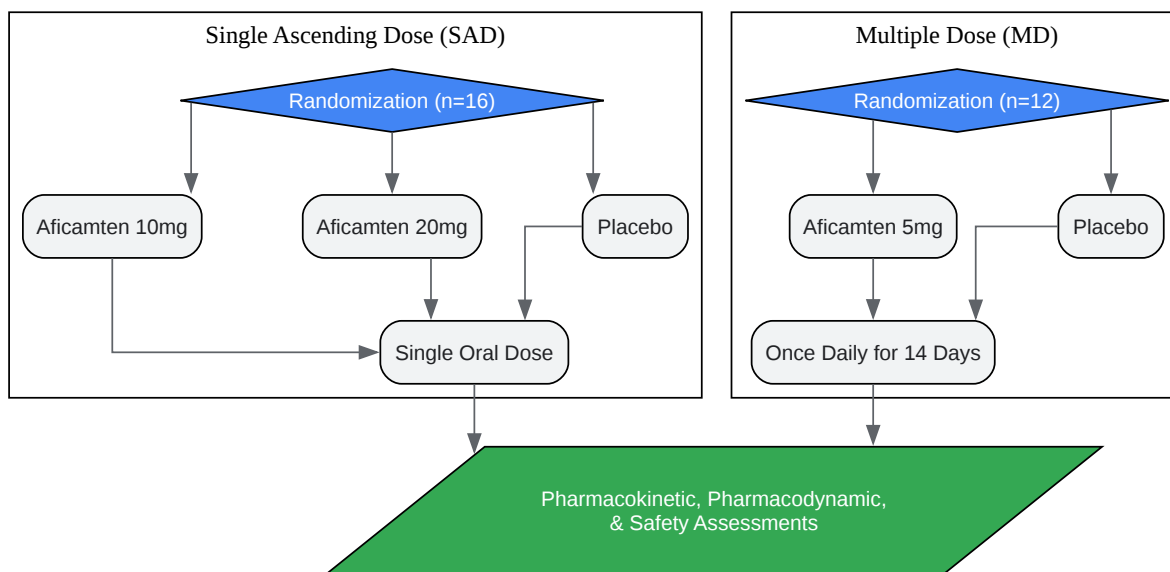 Single Ascending Dose (SAD)
Randomization (n=16)
Aficamten 10mg
Aficamten 20mg
Placebo
Single Oral Dose
Multiple Dose (MD)
Randomization (n=12)
Aficamten 5mg
Placebo
Once Daily for 14 Days
Pharmacokinetic, Pharmacodynamic,
& Safety Assessments